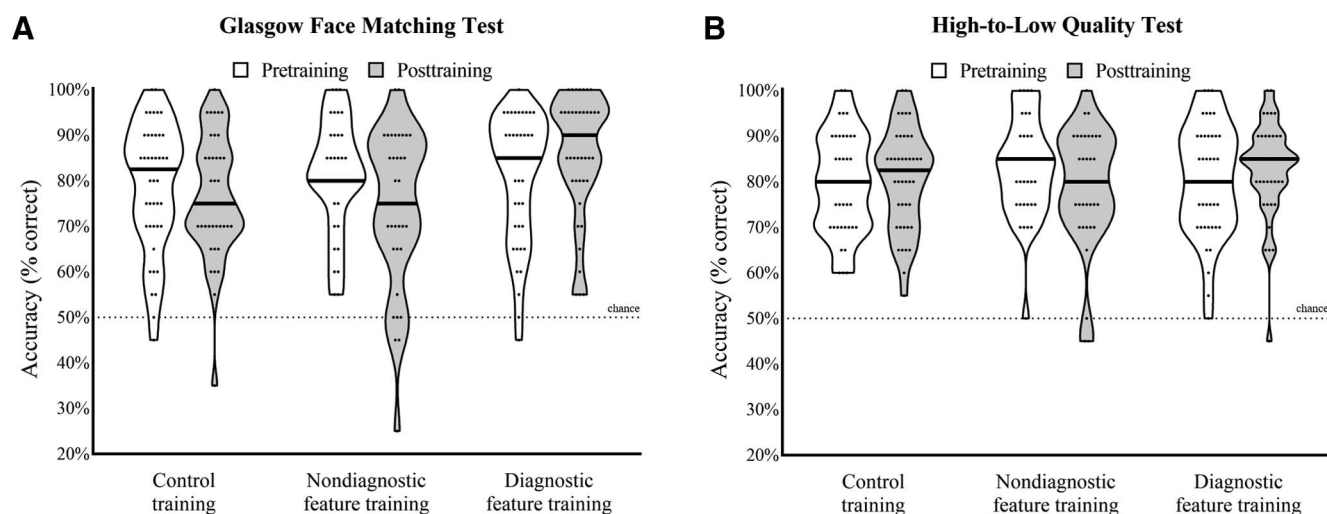 A
Glasgow Face Matching Test
Pretraining Posttraining
100%
90%
80%
70%
60%
50%
40%
30%
20%
Accuracy (% correct)
chance
Control
training
Nondiagnostic
feature training
Diagnostic
feature training
B
High-to-Low Quality Test
Pretraining Posttraining
100%
90%
80%
70%
60%
50%
40%
30%
20%
Accuracy (% correct)
chance
Control
training
Nondiagnostic
feature training
Diagnostic
feature training